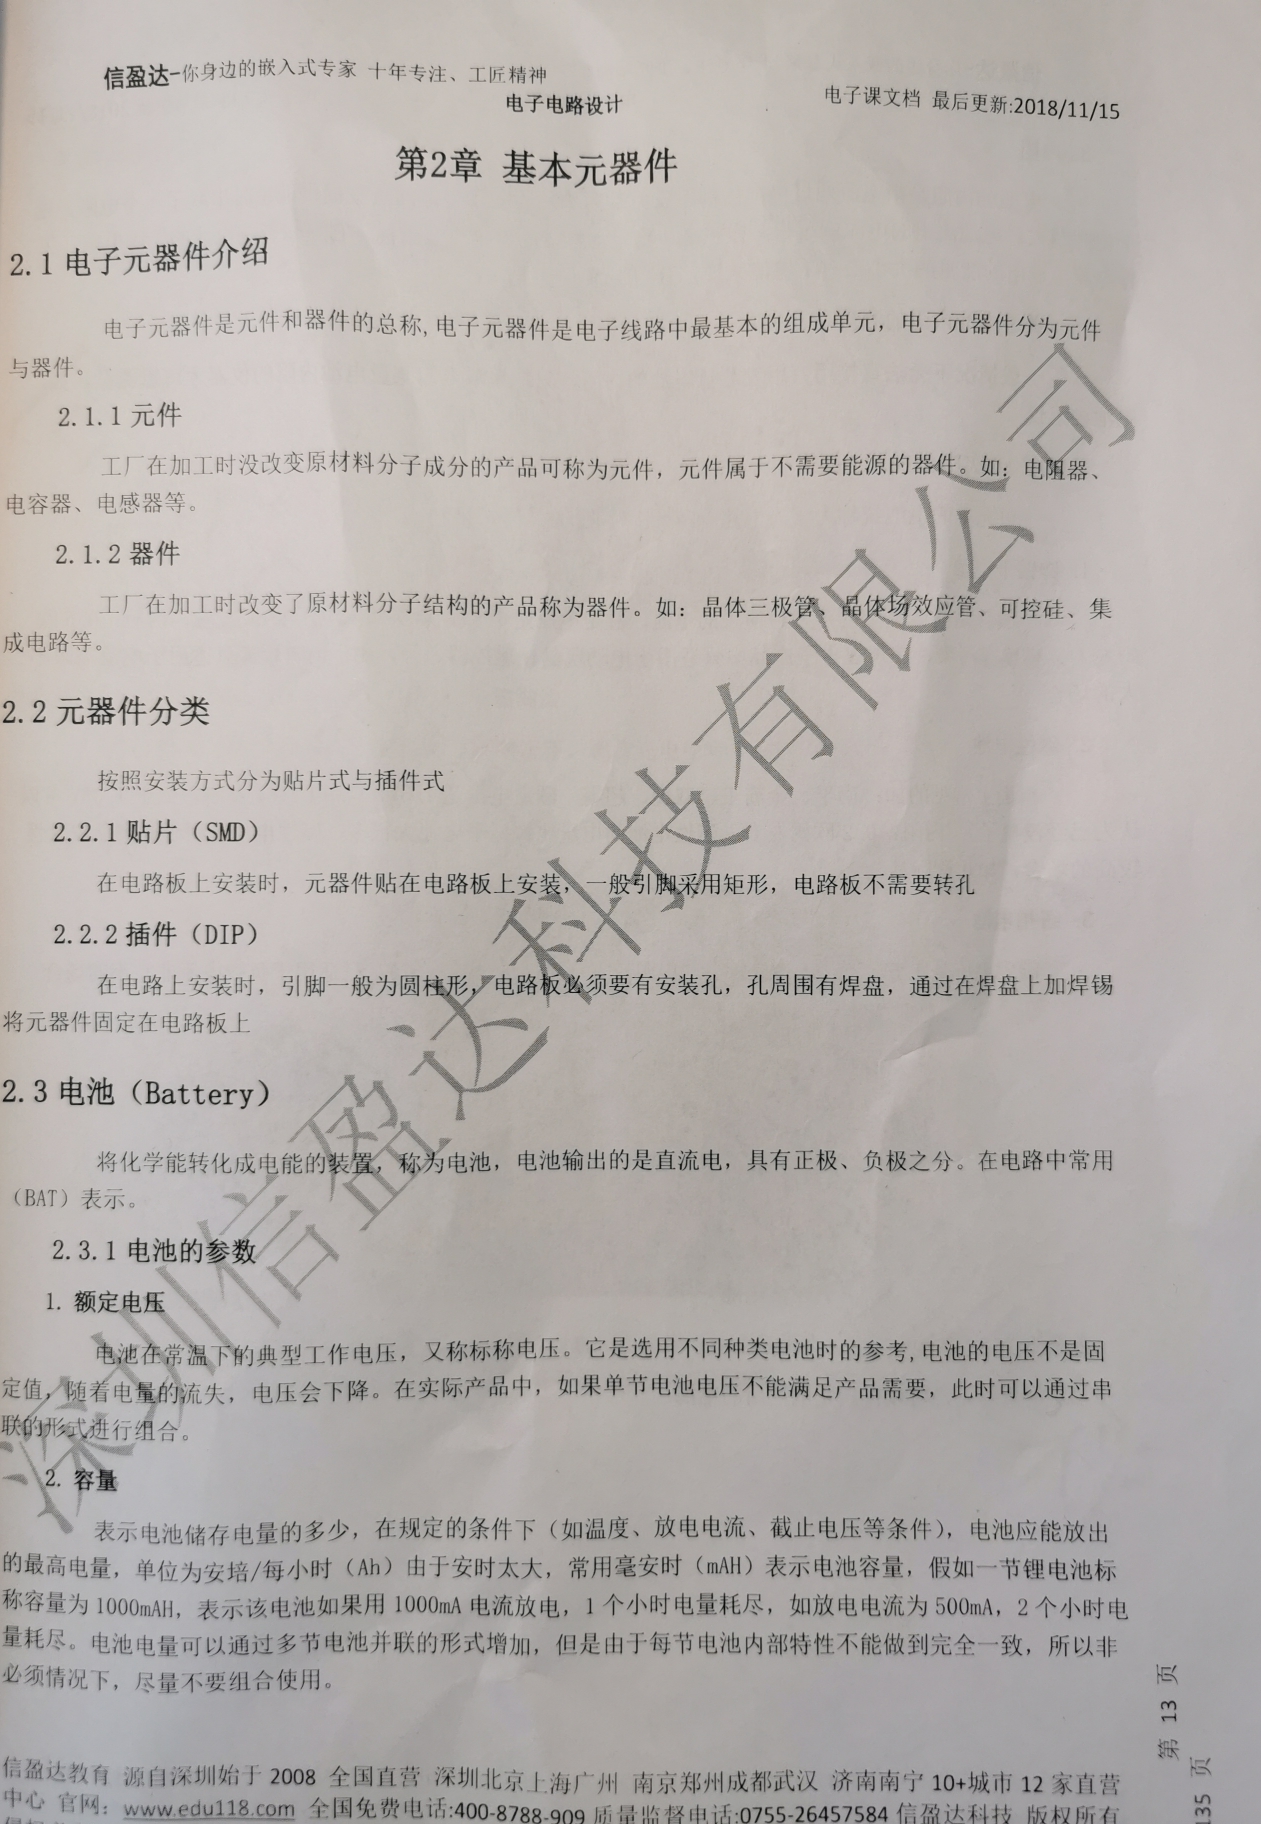 信盈达-你身边的嵌入式专家 十年专注、工匠精神
电子电路设计
电子课文档 最后更新:2018/11/15
第2章 基本元器件
2.1 电子元器件介绍
电子元器件是元件和器件的总称,电子元器件是电子线路中最基本的组成单元，电子元器件分为元件
与器件。
2.1.1 元件
工厂在加工时没改变原材料分子成分的产品可称为元件，元件属于不需要能源的器件。如：电阻器、
电容器、电感器等。
2.1.2 器件
工厂在加工时改变了原材料分子结构的产品称为器件。如：晶体三极管、晶体场效应管、可控硅、集
成电路等。
2.2 元器件分类
按照安装方式分为贴片式与插件式
2.2.1 贴片（SMD）
在电路板上安装时，元器件贴在电路板上安装，一般引脚采用矩形，电路板不需要转孔
2.2.2 插件（DIP）
在电路上安装时，引脚一般为圆柱形，电路板必须要有安装孔，孔周围有焊盘，通过在焊盘上加焊锡
将元器件固定在电路板上
2.3 电池（Battery）
将化学能转化成电能的装置，称为电池，电池输出的是直流电，具有正极、负极之分。在电路中常用
（BAT）表示。
2.3.1 电池的参数
1. 额定电压
电池在常温下的典型工作电压，又称标称电压。它是选用不同种类电池时的参考,电池的电压不是固
定值，随着电量的流失，电压会下降。在实际产品中，如果单节电池电压不能满足产品需要，此时可以通过串
联的形式进行组合。
2. 容量
表示电池储存电量的多少，在规定的条件下（如温度、放电电流、截止电压等条件），电池应能放出
的最高电量，单位为安培/每小时（Ah）由于安时太大，常用毫安时（mAH）表示电池容量，假如一节锂电池标
称容量为1000mAH，表示该电池如果用1000mA电流放电，1个小时电量耗尽，如放电电流为500mA，2个小时电
量耗尽。电池电量可以通过多节电池并联的形式增加，但是由于每节电池内部特性不能做到完全一致，所以非
必须情况下，尽量不要组合使用。
深圳信盈达科技有限公司
第 13 页
135 页
信盈达教育 源自深圳始于 2008 全国直营 深圳北京上海广州 南京郑州成都武汉 济南南宁 10+城市 12 家直营
中心 官网：www.edu118.com 全国免费电话:400-8788-909 质量监督电话:0755-26457584 信盈达科技 版权所有